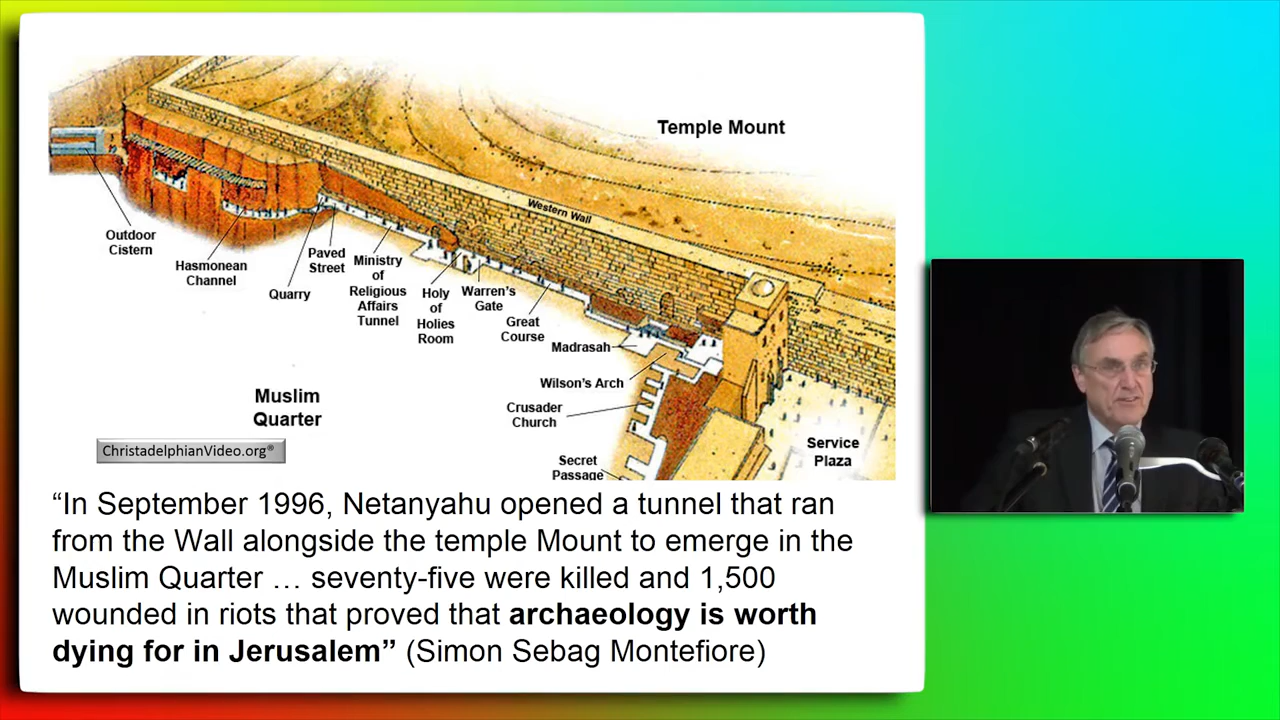 Temple Mount
Western Wall
Outdoor
Cistern
Hasmonean
Channel
Quarry
Paved
Street
Ministry
of
Religious
Affairs
Tunnel
Holy
of
Holies
Room
Warren's
Gate
Great
Course
Madrasah
Wilson's Arch
Crusader
Church
Secret
Passage
Muslim
Quarter
Service
Plaza
ChristadelphianVideo.org®
“In September 1996, Netanyahu opened a tunnel that ran
from the Wall alongside the temple Mount to emerge in the
Muslim Quarter … seventy-five were killed and 1,500
wounded in riots that proved that archaeology is worth
dying for in Jerusalem” (Simon Sebag Montefiore)